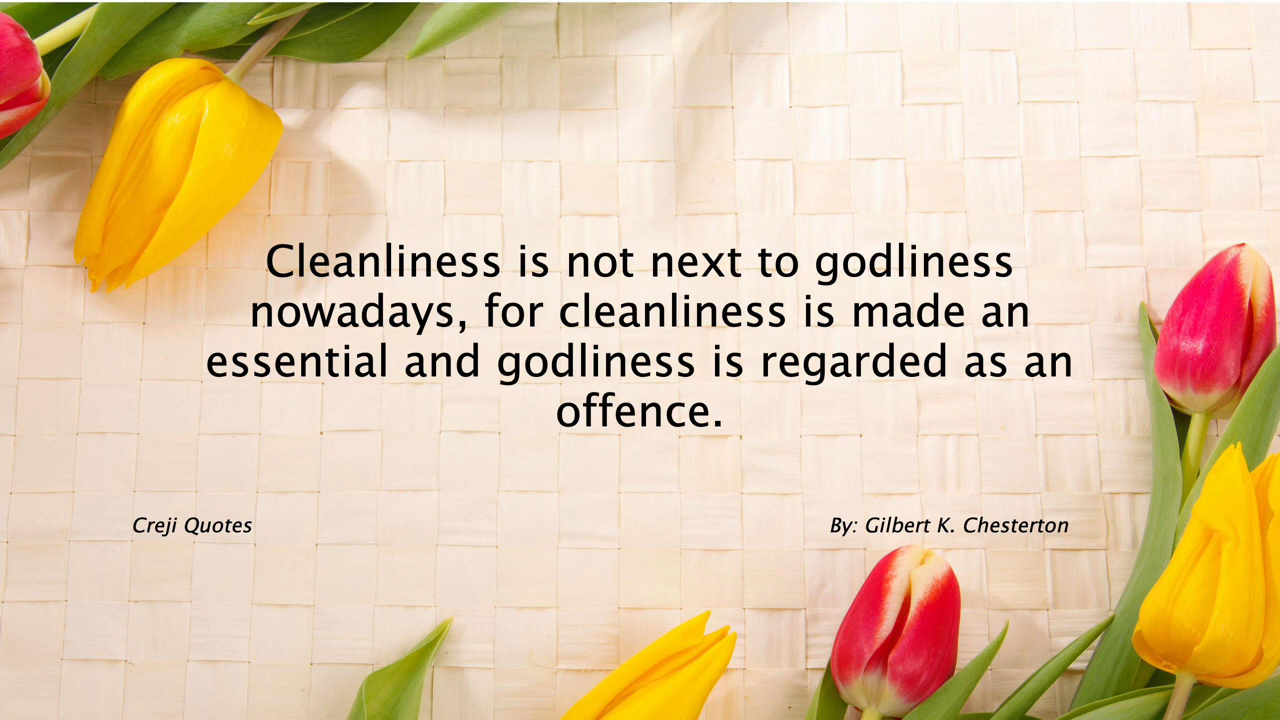 Cleanliness is not next to godliness
nowadays, for cleanliness is made an
essential and godliness is regarded as an
offence.
Creji Quotes
By: Gilbert K. Chesterton